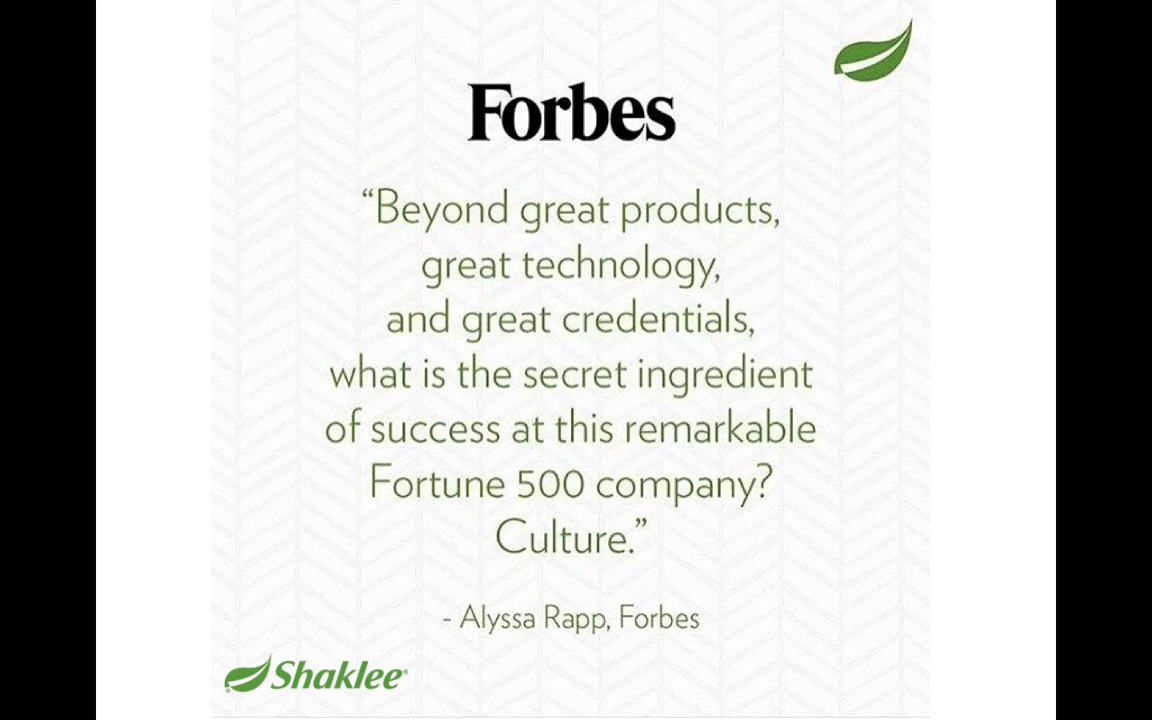 Forbes
“Beyond great products,
great technology,
and great credentials,
what is the secret ingredient
of success at this remarkable
Fortune 500 company?
Culture.”
- Alyssa Rapp, Forbes
Shaklee®